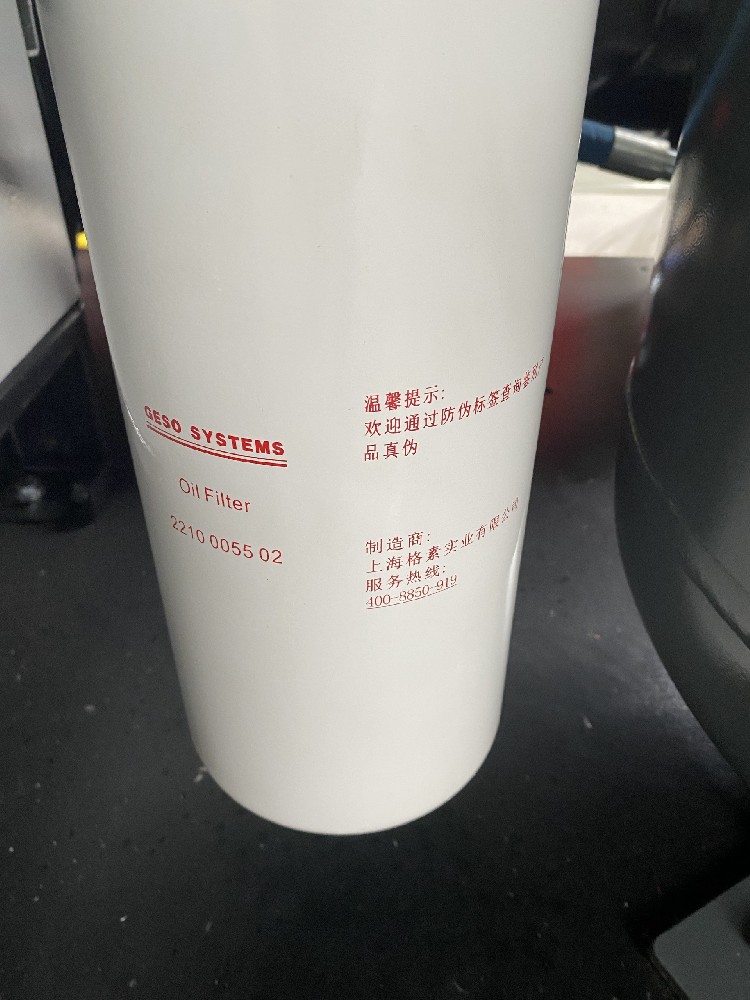 GESO SYSTEMS
Oil Filter
2210 0055 02
温馨提示:
欢迎通过防伪标签查询
品真伪
制造商:
上海格素实业有限公司
服务热线:
400-8850-919